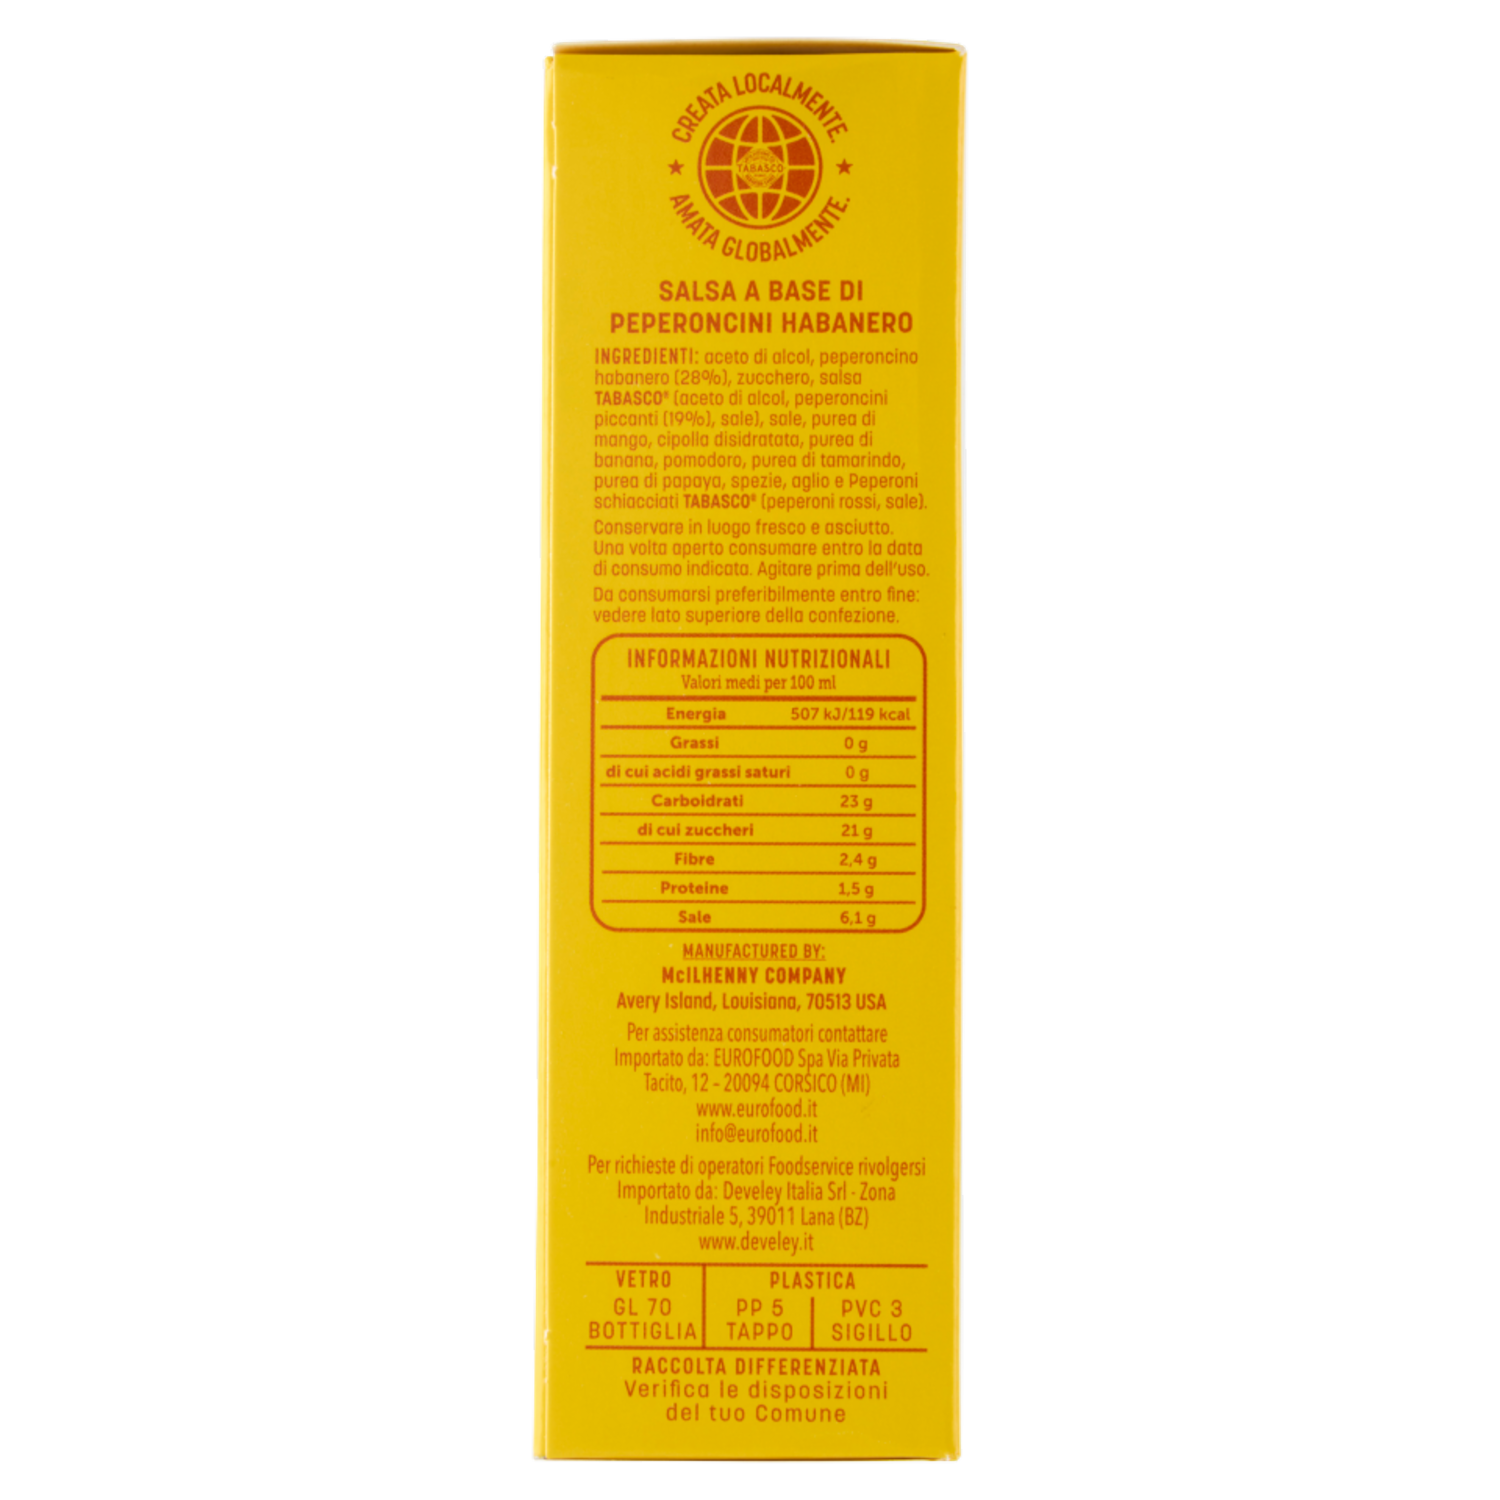 CREATA LOCALMENTE.
TABASCO
AMATA GLOBALMENTE.
SALSA A BASE DI
PEPERONCINI HABANERO
INGREDIENTI: aceto di alcol, peperoncino
habanero (28%), zucchero, salsa
TABASCO® (aceto di alcol, peperoncini
piccanti (19%), sale), sale, purea di
mango, cipolla disidratata, purea di
banana, pomodoro, purea di tamarindo,
purea di papaya, spezie, aglio e Peperoni
schiacciati TABASCO® (peperoni rossi, sale).
Conservare in luogo fresco e asciutto.
Una volta aperto consumare entro la data
di consumo indicata. Agitare prima dell'uso.
Da consumarsi preferibilmente entro fine:
vedere lato superiore della confezione.
INFORMAZIONI NUTRIZIONALI
Valori medi per 100 ml
Energia 507 kJ/119 kcal
Grassi 0 g
di cui acidi grassi saturi 0 g
Carboidrati 23 g
di cui zuccheri 21 g
Fibre 2,4 g
Proteine 1,5 g
Sale 6,1 g
MANUFACTURED BY:
McILHENNY COMPANY
Avery Island, Louisiana, 70513 USA
Per assistenza consumatori contattare
Importato da: EUROFOOD Spa Via Privata
Tacito, 12 - 20094 CORSICO (MI)
www.eurofood.it
info@eurofood.it
Per richieste di operatori Foodservice rivolgersi
Importato da: Develey Italia Srl - Zona
Industriale 5, 39011 Lana (BZ)
www.develey.it
VETRO PLASTICA
GL 70 PP 5 PVC 3
BOTTIGLIA TAPPO SIGILLO
RACCOLTA DIFFERENZIATA
Verifica le disposizioni
del tuo Comune